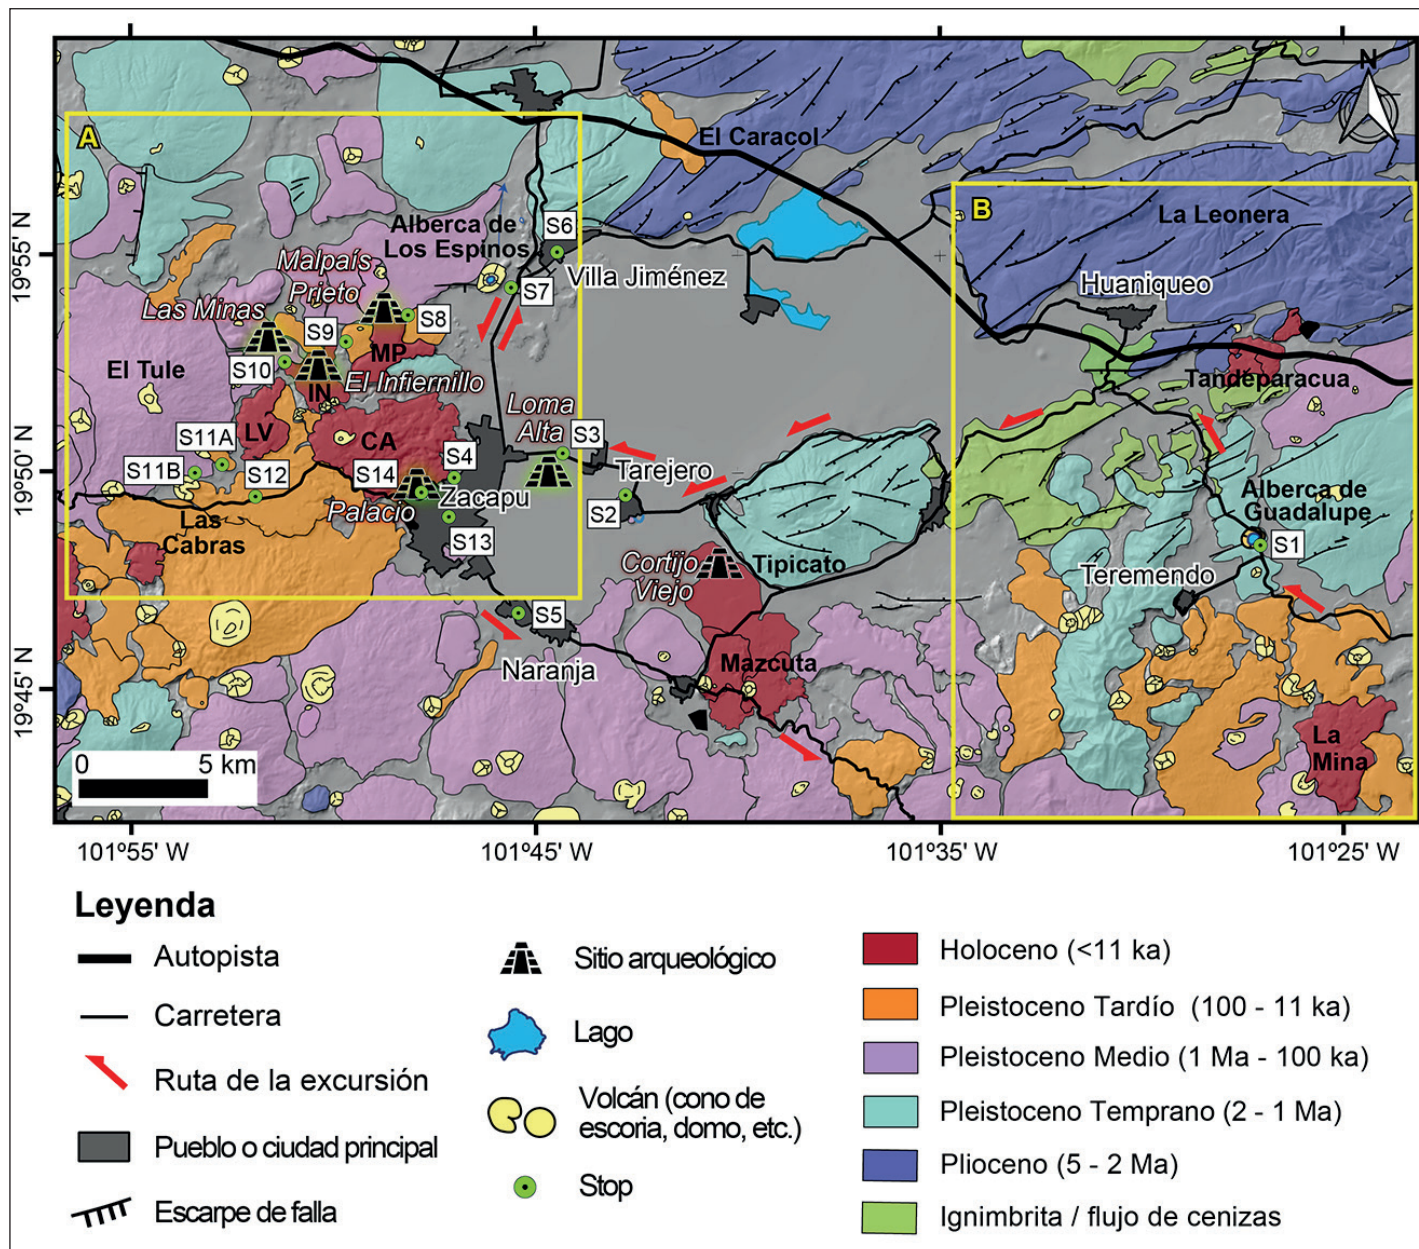 N
A
El Caracol
B
La Leonera
Alberca de
Los Espinos
S6
Villa Jiménez
S7
Huaniqueo
Malpaís
Prieto
Las Minas
S9
S8
MP
El Tule
S10
IN
El Infiernillo
Tandeparacua
Loma
Alta
S3
S11A
LV
CA
S11B
S12
S14
S4
Tarejero
Zacapu
S2
Palacio
Las
Cabras
S13
Alberca de
Guadalupe
S1
Cortijo
Viejo
Tipicato
Teremendo
S5
Naranja
Mazcuta
La
Mina
0 5 km
19°55' N
19°50' N
19°45' N
101°55' W
101°45' W
101°35' W
101°25' W
Leyenda
Autopista
Carretera
Ruta de la excursión
Pueblo o ciudad principal
Escarpe de falla
Sitio arqueológico
Lago
Volcán (cono de
escoria, domo, etc.)
Stop
Holoceno (<11 ka)
Pleistoceno Tardío (100 - 11 ka)
Pleistoceno Medio (1 Ma - 100 ka)
Pleistoceno Temprano (2 - 1 Ma)
Plioceno (5 - 2 Ma)
Ignimbrita / flujo de cenizas